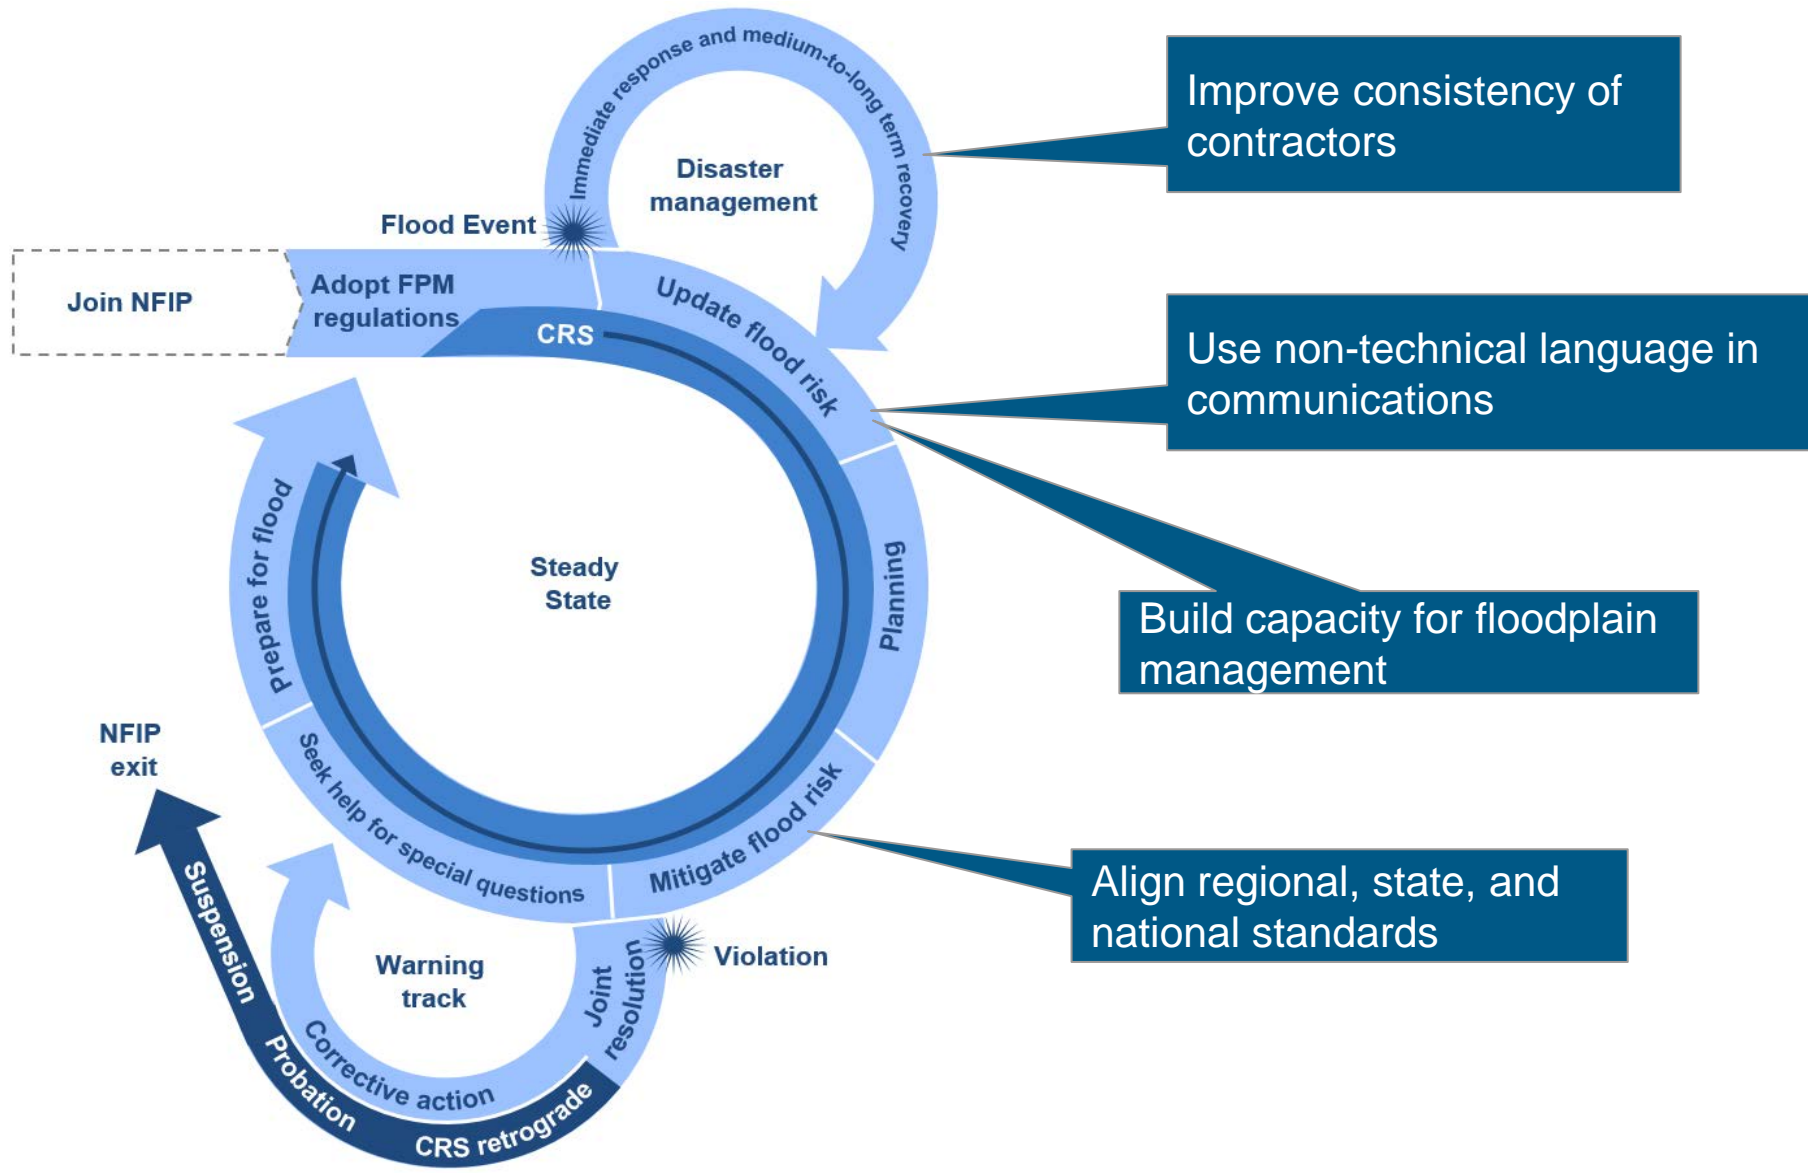 Immediate response and medium-to-long term recovery
Disaster
management
Flood Event
Join NFIP
Adopt FPM
regulations
CRS
Update flood risk
Planning
Mitigate flood risk
Seek help for special questions
Prepare for flood
Steady
State
NFIP
exit
Violation
Joint
resolution
Warning
track
Corrective action
CRS retrograde
Probation
Suspension
Improve consistency of
contractors
Use non-technical language in
communications
Build capacity for floodplain
management
Align regional, state, and
national standards